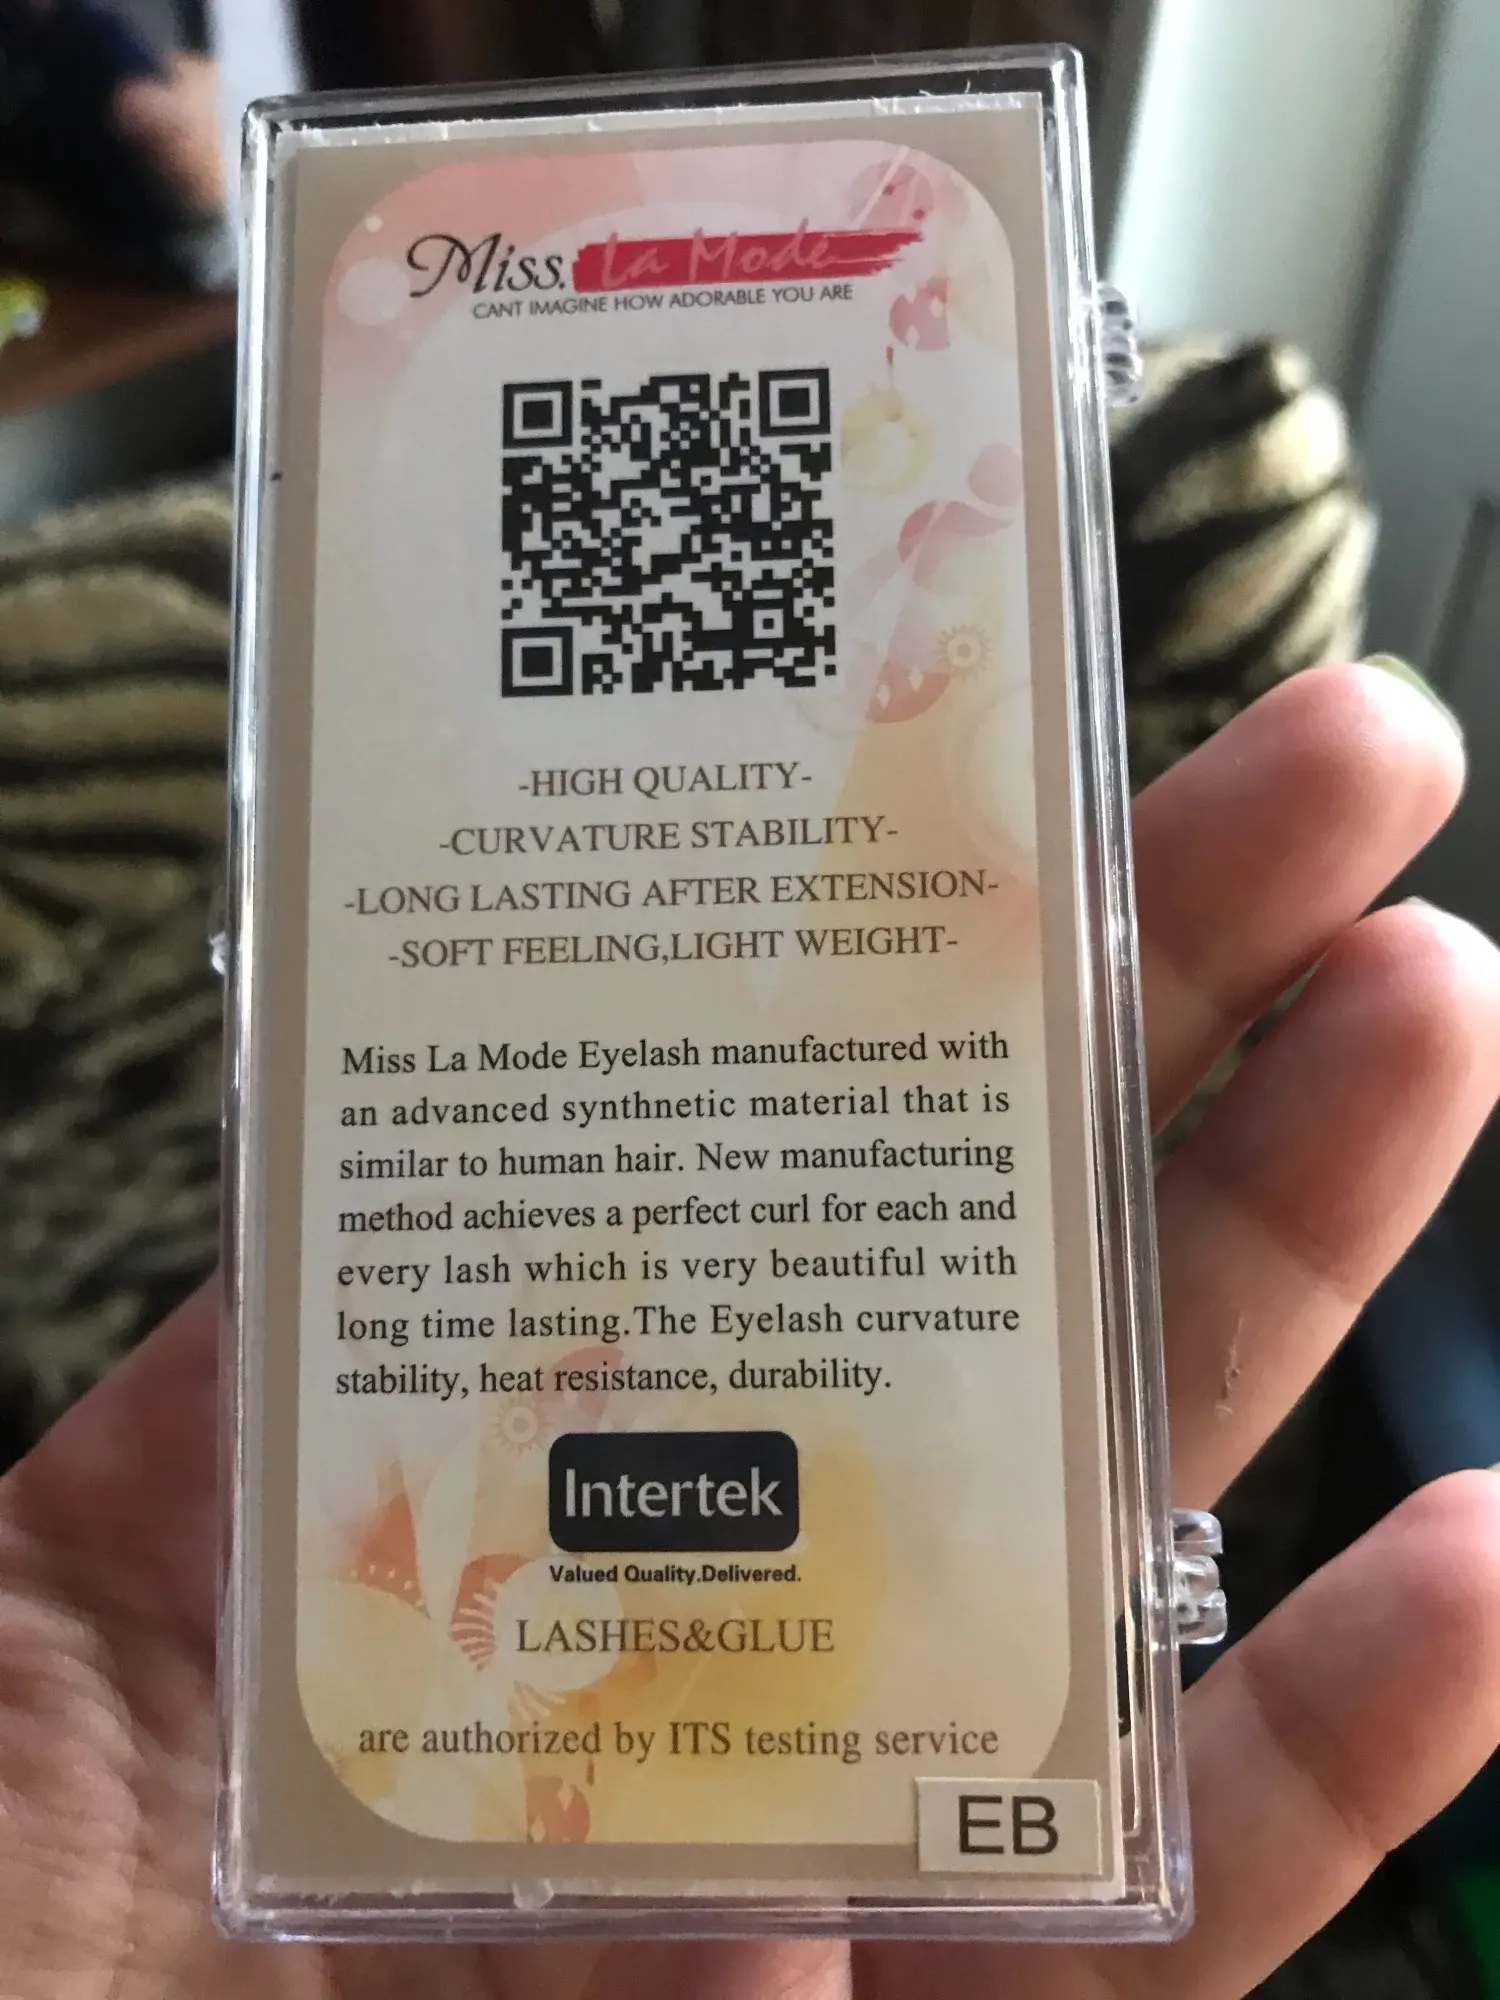 Miss. La Mode
CANT IMAGINE HOW ADORABLE YOU ARE
-HIGH QUALITY-
-CURVATURE STABILITY-
-LONG LASTING AFTER EXTENSION-
-SOFT FEELING,LIGHT WEIGHT-
Miss La Mode Eyelash manufactured with
an advanced synthnetic material that is
similar to human hair. New manufacturing
method achieves a perfect curl for each and
every lash which is very beautiful with
long time lasting.The Eyelash curvature
stability, heat resistance, durability.
Intertek
Valued Quality.Delivered.
LASHES&GLUE
are authorized by ITS testing service
EB